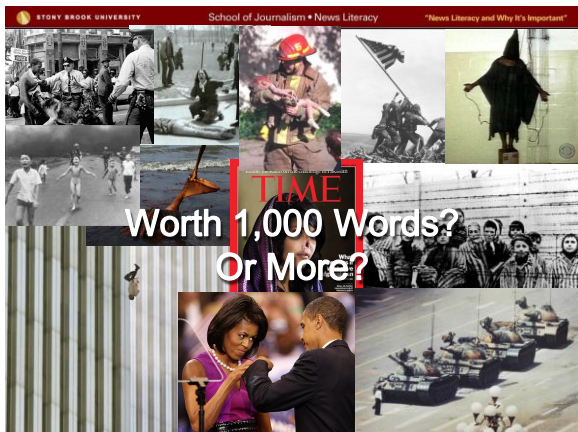 STONY BROOK UNIVERSITY
School of Journalism • News Literacy
"News Literacy and Why It's Important"
TIME
Worth 1,000 Words?
Or More?